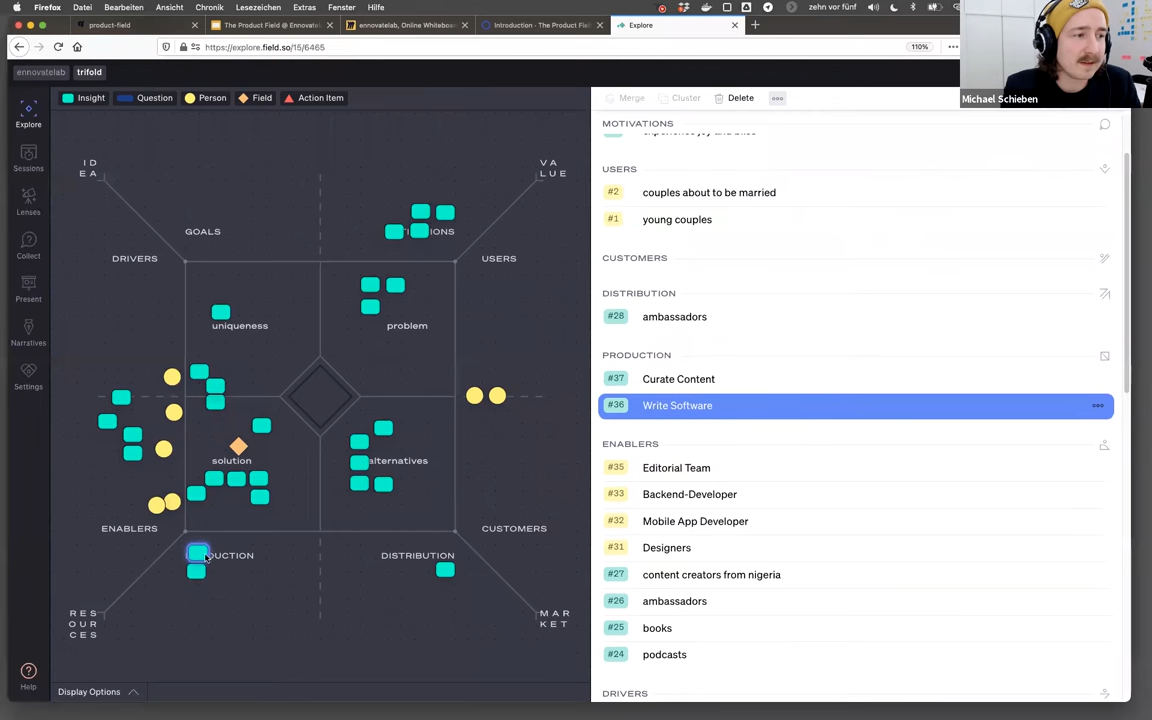 Firefox Datei Bearbeiten Ansicht Chronik Lesezeichen Extras Fenster Hilfe
zehn vor fünf
product-field
The Product Field @ Ennovatel
ennovatelab, Online Whiteboard
Introduction - The Product Fiel
Explore
https://explore.field.so/15/6465
110%
Michael Schieben
ennovatelab trifold
Insight Question Person Field Action Item
Merge Cluster Delete
Explore
Sessions
Lenses
Collect
Present
Narratives
Settings
Help
ID
EA
VA
LUE
GOALS
IONS
DRIVERS
USERS
uniqueness
problem
solution
alternatives
ENABLERS
CUSTOMERS
DUCTION
DISTRIBUTION
RES
OUR
CES
MAR
KET
Display Options
MOTIVATIONS
USERS
#2 couples about to be married
#1 young couples
CUSTOMERS
DISTRIBUTION
#28 ambassadors
PRODUCTION
#37 Curate Content
#36 Write Software
ENABLERS
#35 Editorial Team
#33 Backend-Developer
#32 Mobile App Developer
#31 Designers
#27 content creators from nigeria
#26 ambassadors
#25 books
#24 podcasts
DRIVERS